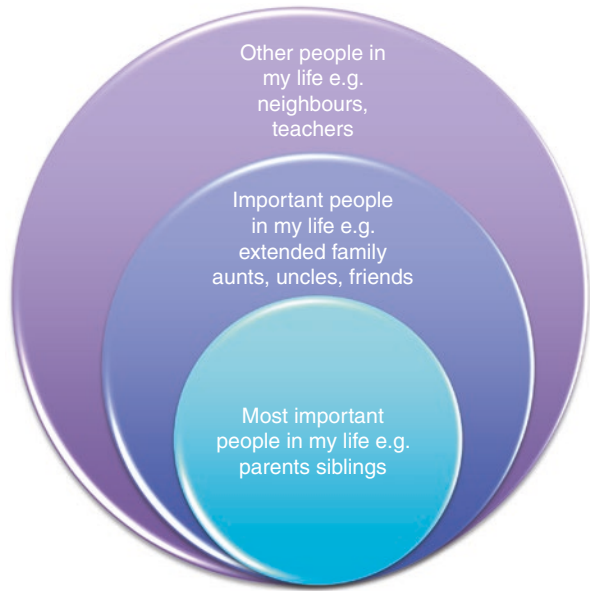 Other people in
my life e.g.
neighbours,
teachers
Important people
in my life e.g.
extended family
aunts, uncles, friends
Most important
people in my life e.g.
parents siblings